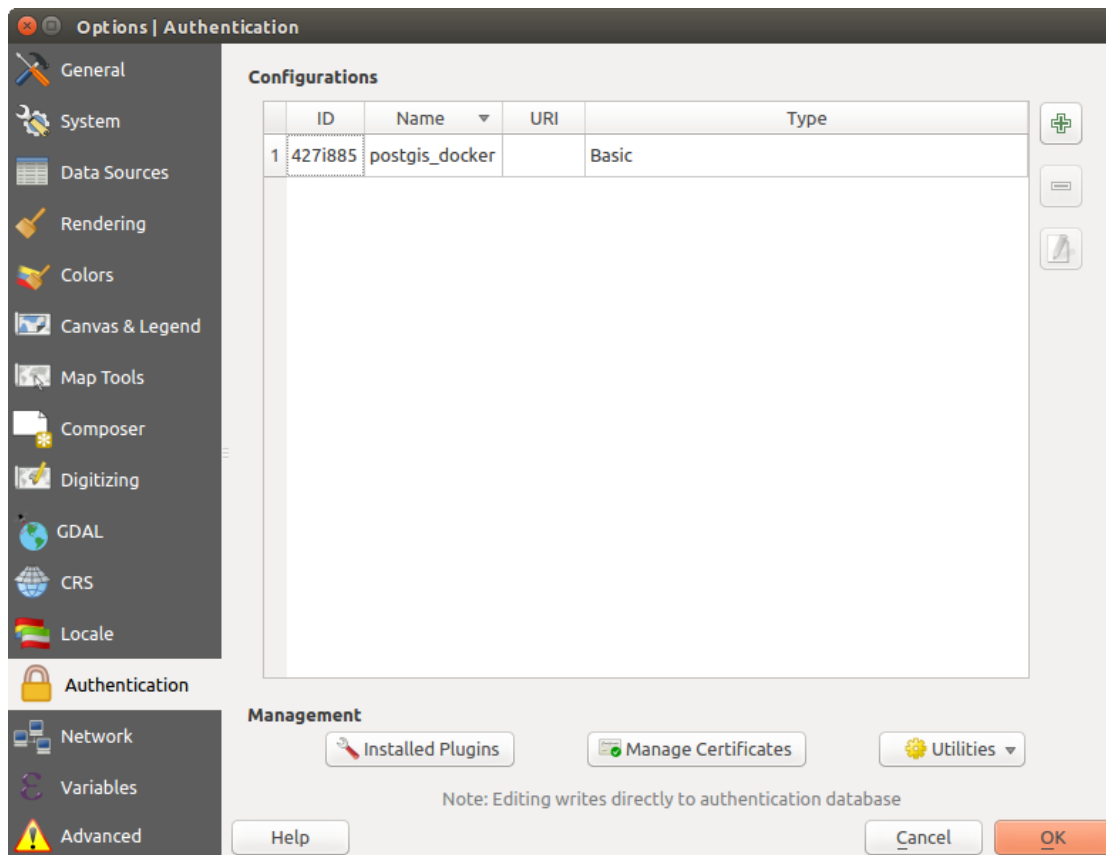 Options | Authentication
General
System
Data Sources
Rendering
Colors
Canvas & Legend
Map Tools
Composer
Digitizing
GDAL
CRS
Locale
Authentication
Network
Variables
Advanced
Configurations
ID Name URI Type
1 427i885 postgis_docker Basic
Management
Installed Plugins Manage Certificates Utilities
Note: Editing writes directly to authentication database
Help Cancel OK